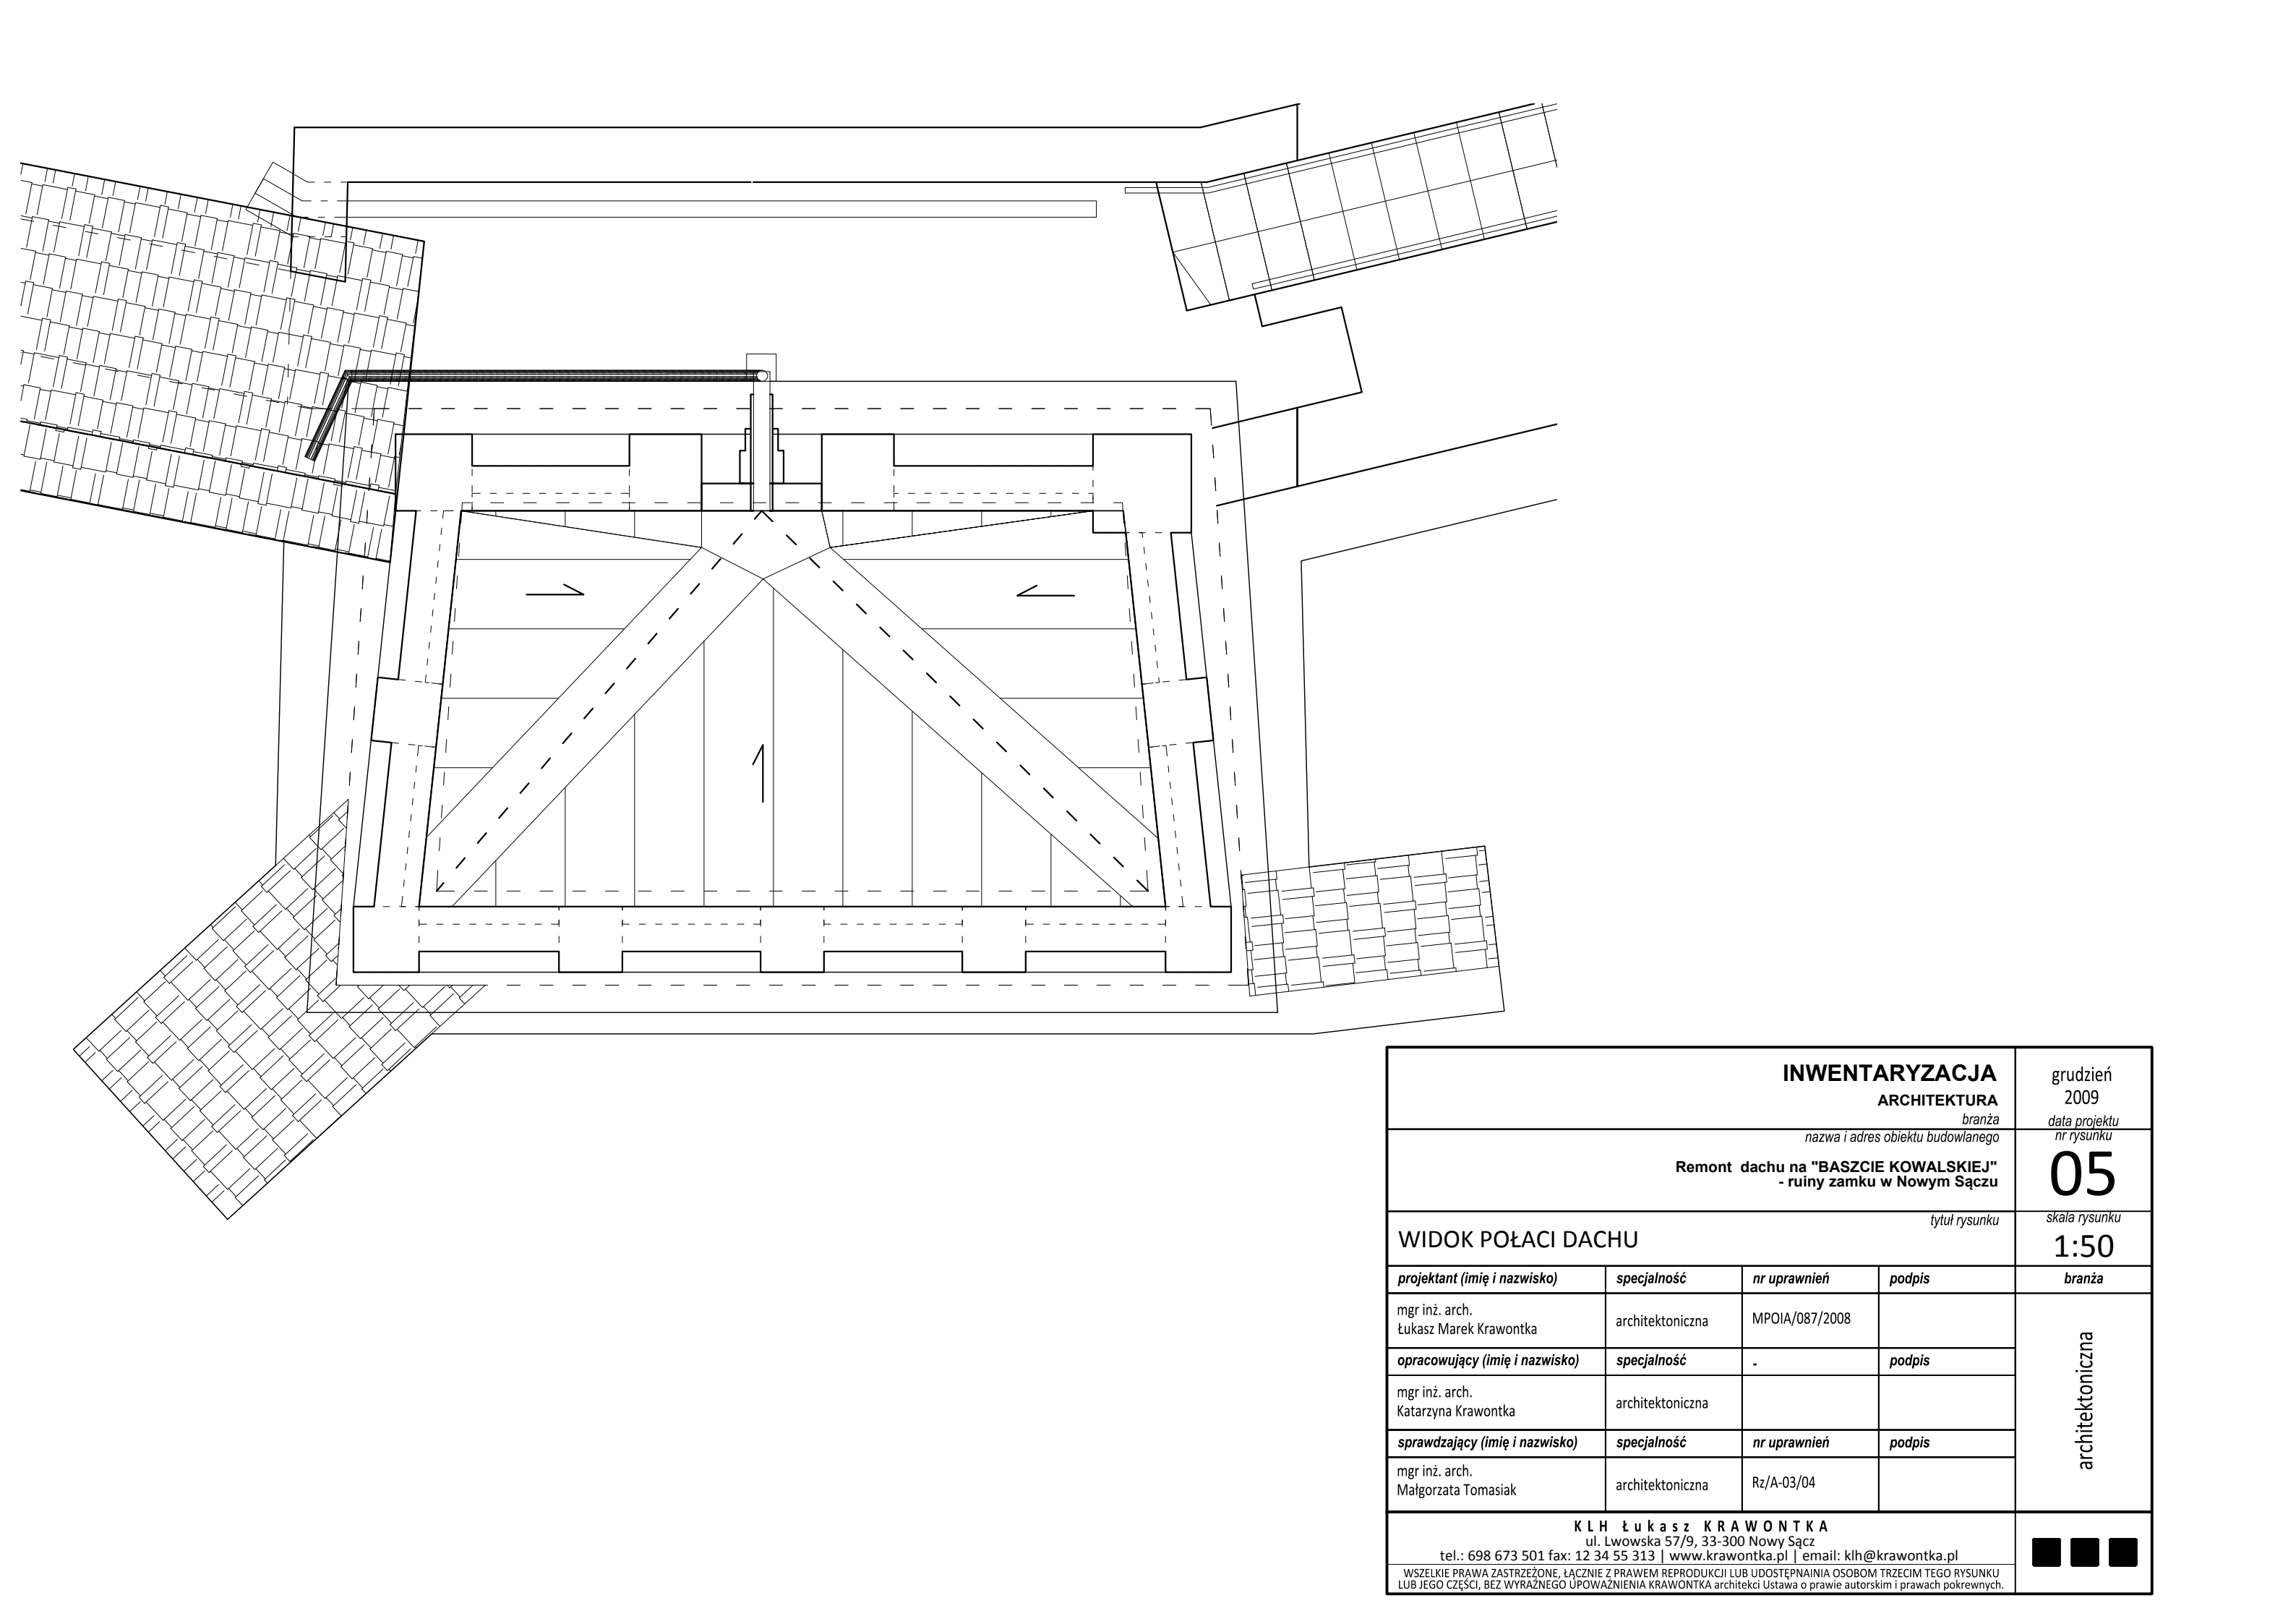 INWENTARYZACJA
ARCHITEKTURA
branża
grudzień
2009
data projektu
nazwa i adres obiektu budowlanego
Remont dachu na "BASZCIE KOWALSKIEJ"
- ruiny zamku w Nowym Sączu
nr rysunku
05
tytuł rysunku
WIDOK POŁACI DACHU
skala rysunku
1:50
projektant (imię i nazwisko) specjalność nr uprawnień podpis branża
mgr inż. arch.
Łukasz Marek Krawontka architektoniczna MPOIA/087/2008
opracowujący (imię i nazwisko) specjalność - podpis
mgr inż. arch.
Katarzyna Krawontka architektoniczna
sprawdzający (imię i nazwisko) specjalność nr uprawnień podpis
mgr inż. arch.
Małgorzata Tomasiak architektoniczna Rz/A-03/04
architektoniczna
KLH Łukasz KRAWONTKA
ul. Lwowska 57/9, 33-300 Nowy Sącz
tel.: 698 673 501 fax: 12 34 55 313 | www.krawontka.pl | email: klh@krawontka.pl
WSZELKIE PRAWA ZASTRZEŻONE, ŁĄCZNIE Z PRAWEM REPRODUKCJI LUB UDOSTĘPNAINIA OSOBOM TRZECIM TEGO RYSUNKU
LUB JEGO CZĘŚCI, BEZ WYRAŹNEGO UPOWAŻNIENIA KRAWONTKA architekci Ustawa o prawie autorskim i prawach pokrewnych.